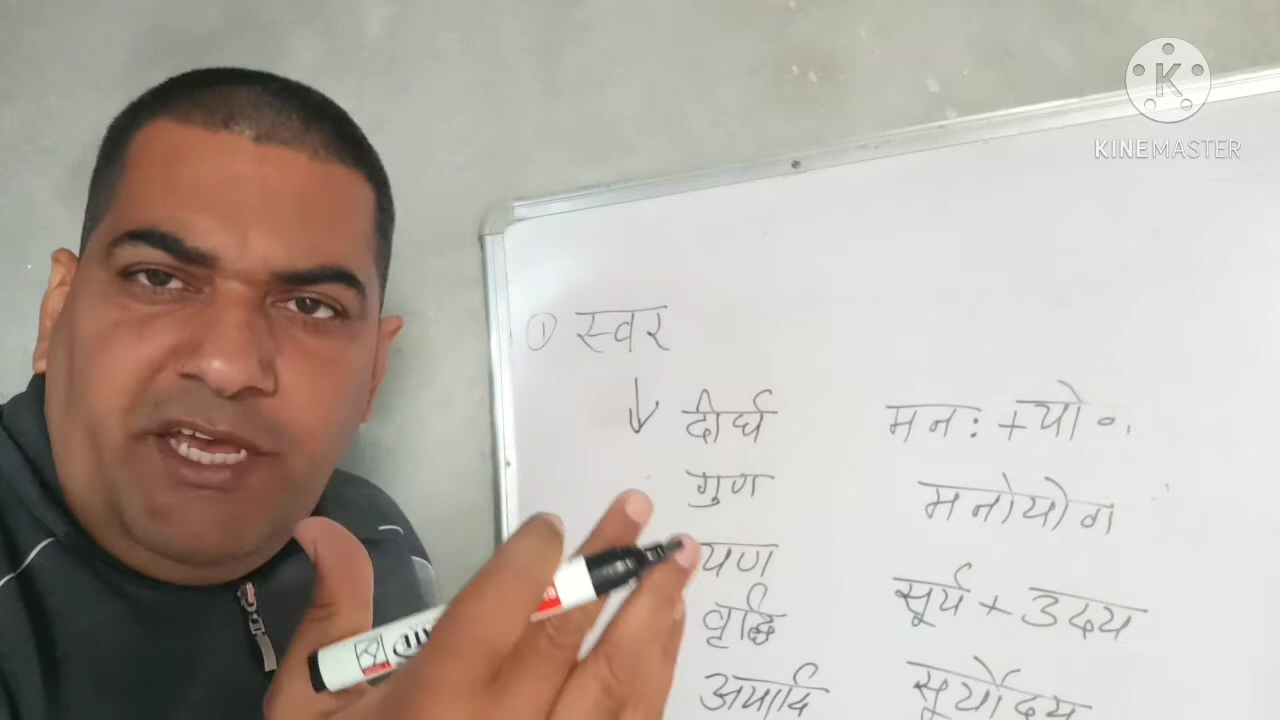 ① स्वर
↓ दीर्घ
गुण
यण
वृद्धि
अयादि
मनः + यो ग
मनोयोग
सूर्य + उदय
सूर्योदय
K
KINEMASTER